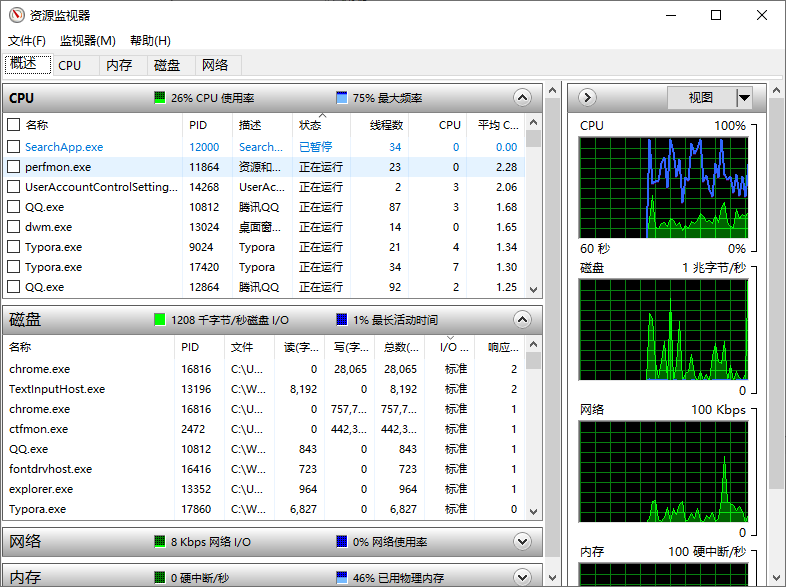 资源监视器
文件(F) 监视器(M) 帮助(H)
概述 CPU 内存 磁盘 网络
CPU 26% CPU 使用率 75% 最大频率
名称 PID 描述 状态 线程数 CPU 平均 C...
SearchApp.exe 12000 Search... 已暂停 34 0 0.00
perfmon.exe 11864 资源和... 正在运行 23 0 2.28
UserAccountControlSetting... 14268 UserAc... 正在运行 2 3 2.06
QQ.exe 10812 腾讯QQ 正在运行 87 3 1.68
dwm.exe 13024 桌面窗... 正在运行 14 0 1.65
Typora.exe 9024 Typora 正在运行 21 4 1.34
Typora.exe 17420 Typora 正在运行 34 7 1.30
QQ.exe 12864 腾讯QQ 正在运行 92 2 1.25
磁盘 1208 千字节/秒磁盘 I/O 1% 最长活动时间
名称 PID 文件 读(字... 写(字... 总数(... I/O ... 响应...
chrome.exe 16816 C:\U... 0 28,065 28,065 标准 2
TextInputHost.exe 13196 C:\W... 8,192 0 8,192 标准 2
chrome.exe 16816 C:\U... 0 757,7... 757,7... 标准 1
ctfmon.exe 2472 C:\U... 0 442,3... 442,3... 标准 1
QQ.exe 10812 C:\W... 843 0 843 标准 1
fontdrvhost.exe 16416 C:\W... 723 0 723 标准 1
explorer.exe 13352 C:\U... 964 0 964 标准 1
Typora.exe 17860 C:\W... 6,827 0 6,827 标准 0
网络 8 Kbps 网络 I/O 0% 网络使用率
内存 0 硬中断/秒 46% 已用物理内存
视图
CPU 100%
60 秒 0%
磁盘 1 兆字节/秒
0
网络 100 Kbps
0
内存 100 硬中断/秒